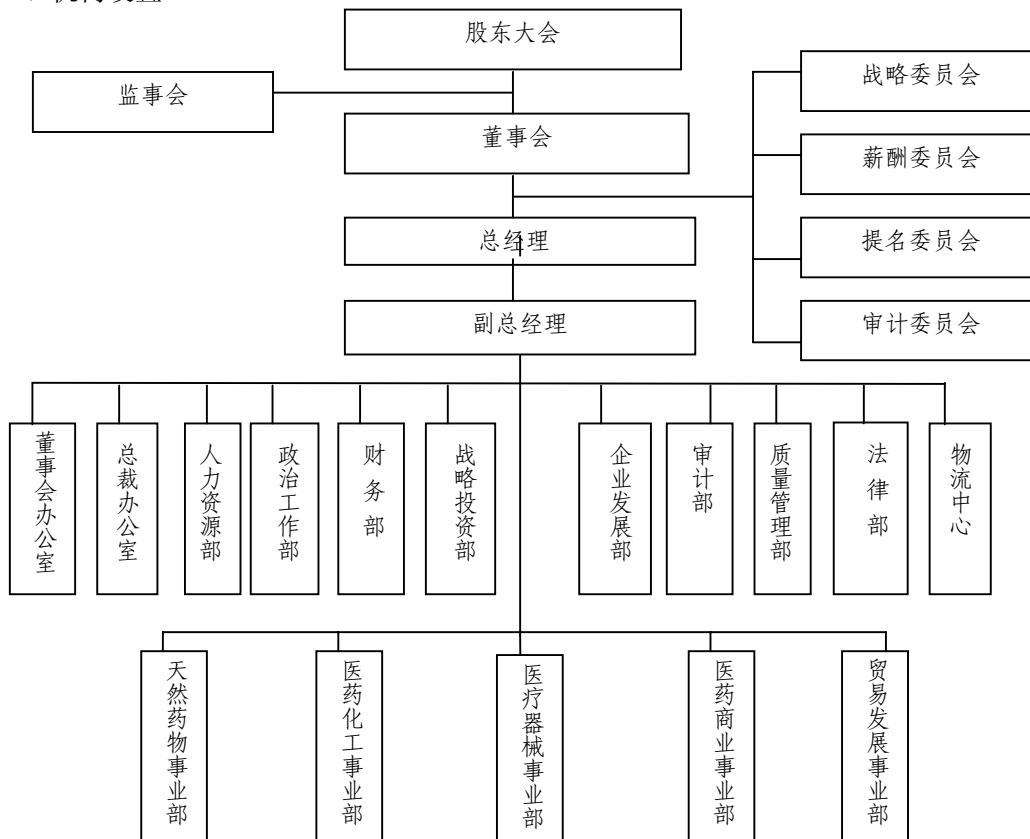 股东大会
监事会
战略委员会
董事会
薪酬委员会
总经理
提名委员会
副总经理
审计委员会
董事会办公室
总裁办公室
人力资源部
政治工作部
财务部
战略投资部
企业发展部
审计部
质量管理部
法律部
物流中心
天然药物事业部
医药化工事业部
医疗器械事业部
医药商业事业部
贸易发展事业部